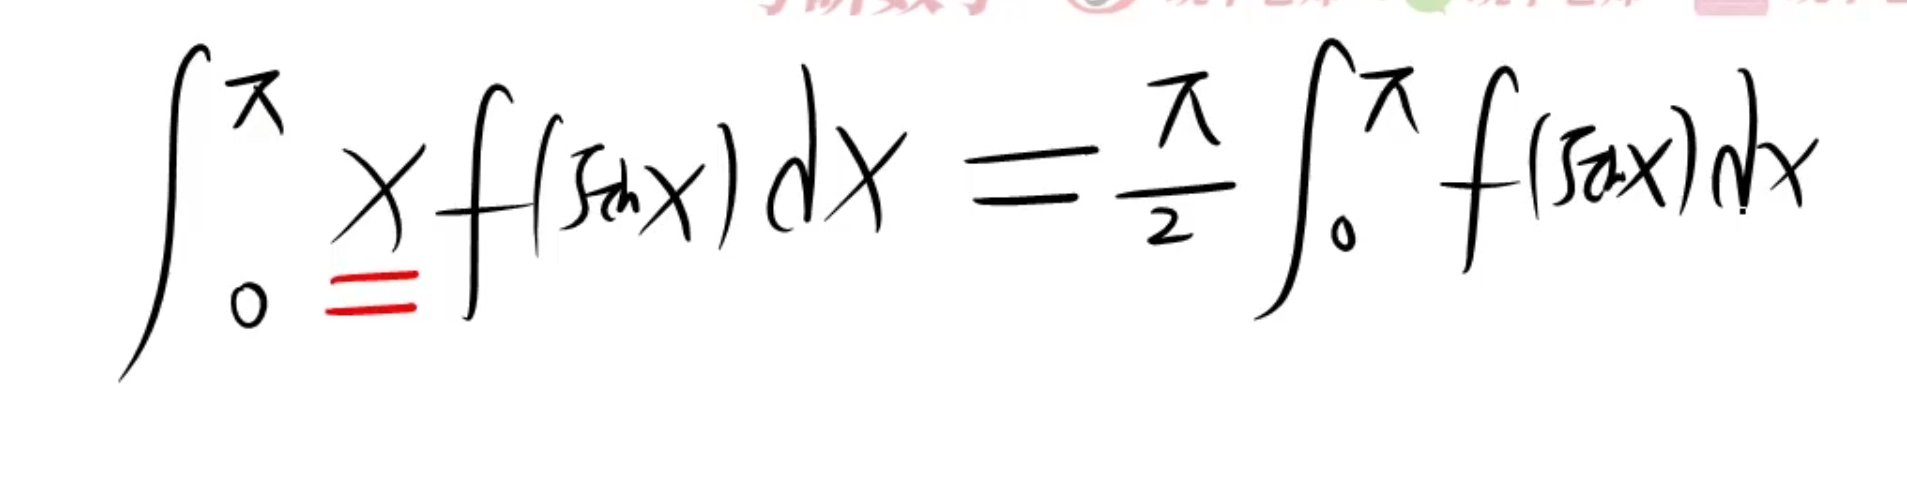 ∫₀^π x f(sin x) dx = π/2 ∫₀^π f(sin x) dx